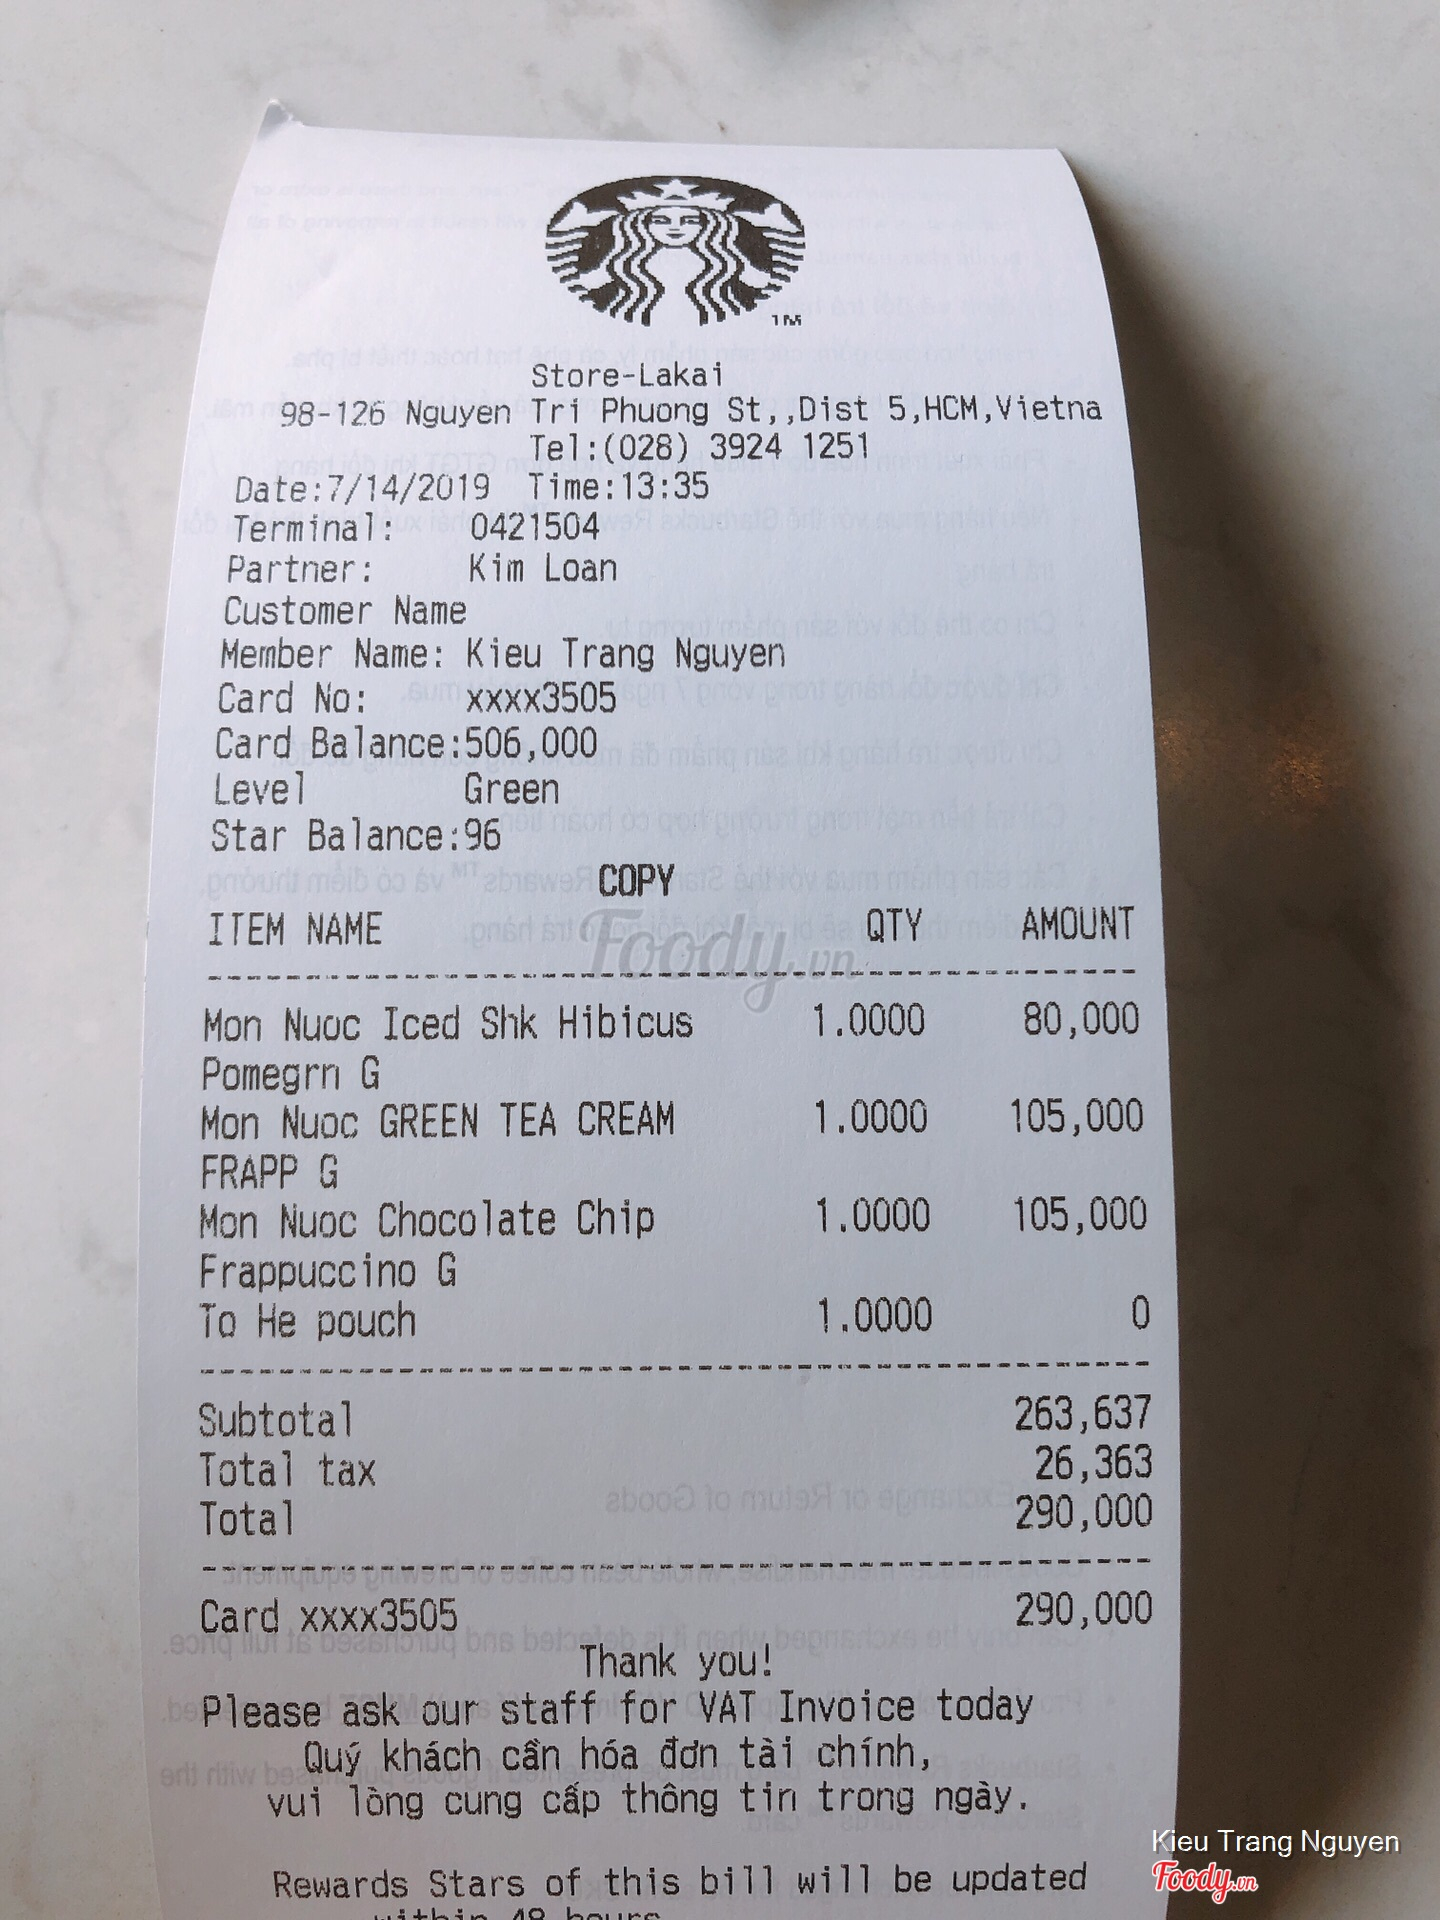 TM
Store-Lakai
98-126 Nguyen Tri Phuong St,,Dist 5,HCM,Vietna
Tel:(028) 3924 1251
Date:7/14/2019 Time:13:35
Terminal: 0421504
Partner: Kim Loan
Customer Name
Member Name: Kieu Trang Nguyen
Card No: xxxx3505
Card Balance:506,000
Level Green
Star Balance:96
COPY
ITEM NAME QTY AMOUNT
Foody.vn
Mon Nuoc Iced Shk Hibicus 1.0000 80,000
Pomegrn G
Mon Nuoc GREEN TEA CREAM 1.0000 105,000
FRAPP G
Mon Nuoc Chocolate Chip 1.0000 105,000
Frappuccino G
To He pouch 1.0000 0
Subtotal 263,637
Total tax 26,363
Total 290,000
Card xxxx3505 290,000
Thank you!
Please ask our staff for VAT Invoice today
Quý khách cần hóa đơn tài chính,
vui lòng cung cấp thông tin trong ngày.
Rewards Stars of this bill will be updated
within 48 hours
Kieu Trang Nguyen
Foody.vn